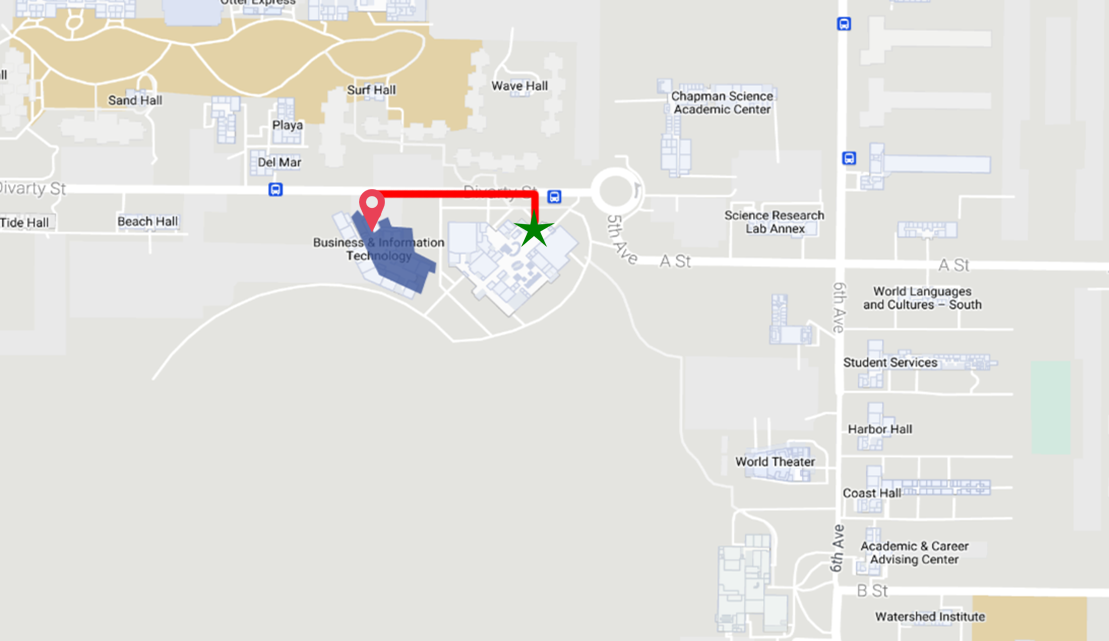 Otter Express
all
Sand Hall
Surf Hall
Wave Hall
Chapman Science
Academic Center
Playa
Del Mar
Divarty St
Divarty St
Tide Hall
Beach Hall
Business & Information
Technology
5th Ave
Science Research
Lab Annex
A St
A St
6th Ave
World Languages
and Cultures – South
Student Services
Harbor Hall
World Theater
Coast Hall
6th Ave
Academic & Career
Advising Center
B St
Watershed Institute